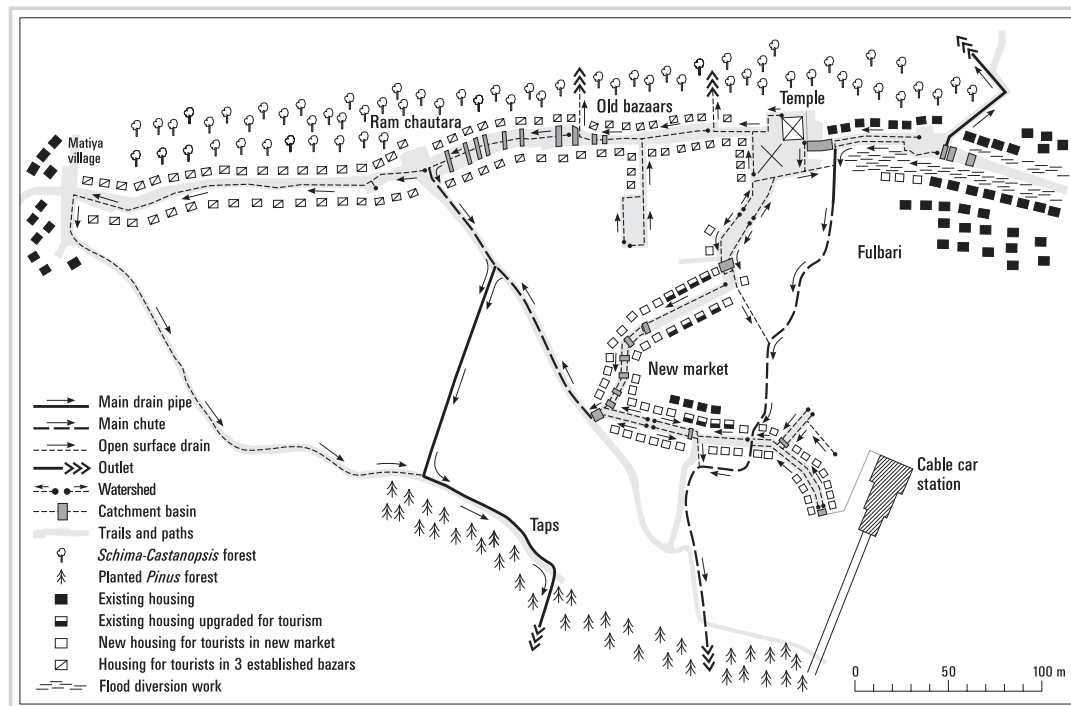 Matiya
village
Ram chautara
Old bazaars
Temple
Fulbari
New market
Cable car
station
Taps
Main drain pipe
Main chute
Open surface drain
Outlet
Watershed
Catchment basin
Trails and paths
Schima-Castanopsis forest
Planted Pinus forest
Existing housing
Existing housing upgraded for tourism
New housing for tourists in new market
Housing for tourists in 3 established bazars
Flood diversion work
0 50 100 m